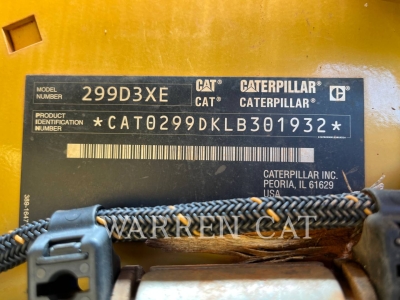 MODEL NUMBER 299D3XE CAT CATERPILLAR C
CAT® CATERPILLAR®
PRODUCT IDENTIFICATION NUMBER *CAT0299DKLB301932*
CATERPILLAR INC.
PEORIA, IL 61629
USA
WARREN CAT